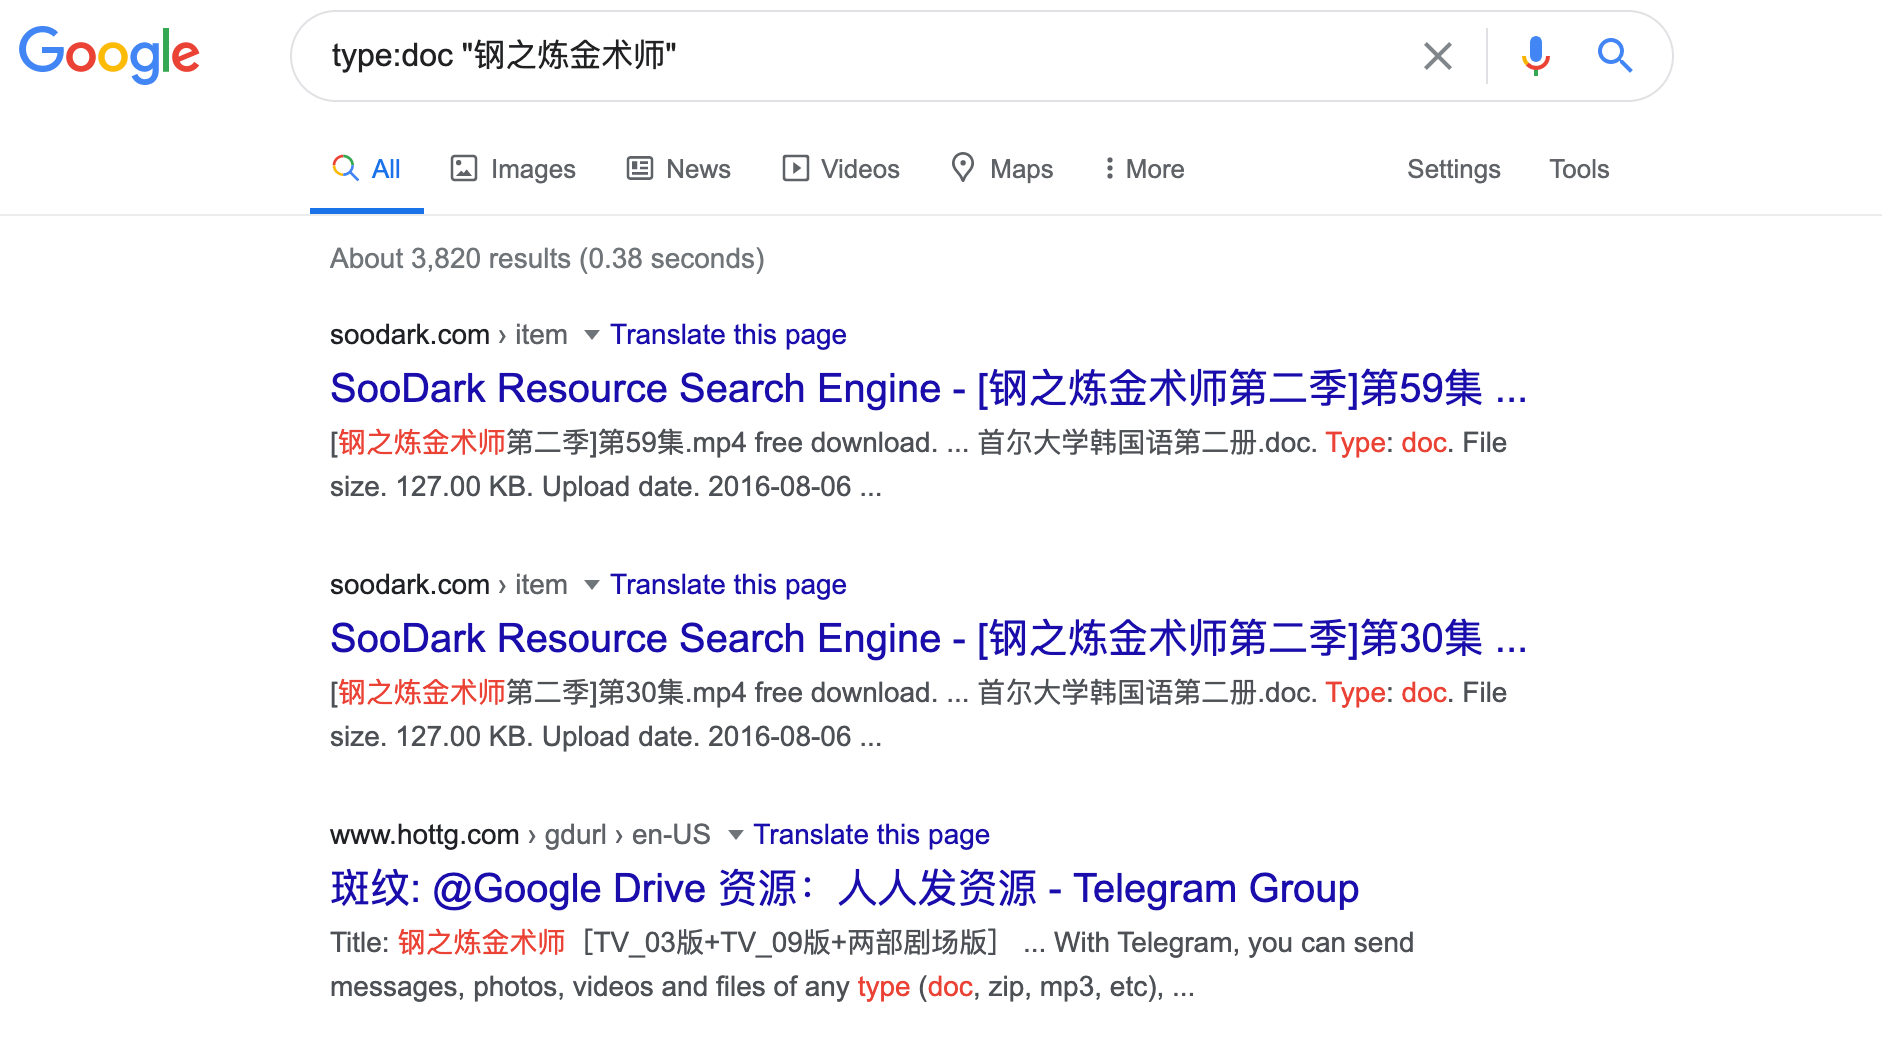 Google
type:doc "钢之炼金术师"
All Images News Videos Maps More Settings Tools
About 3,820 results (0.38 seconds)
soodark.com › item Translate this page
SooDark Resource Search Engine - [钢之炼金术师第二季]第59集 ...
[钢之炼金术师第二季]第59集.mp4 free download. ... 首尔大学韩国语第二册.doc. Type: doc. File
size. 127.00 KB. Upload date. 2016-08-06 ...
soodark.com › item Translate this page
SooDark Resource Search Engine - [钢之炼金术师第二季]第30集 ...
[钢之炼金术师第二季]第30集.mp4 free download. ... 首尔大学韩国语第二册.doc. Type: doc. File
size. 127.00 KB. Upload date. 2016-08-06 ...
www.hottg.com › gdurl › en-US Translate this page
斑纹: @Google Drive 资源：人人发资源 - Telegram Group
Title: 钢之炼金术师［TV_03版+TV_09版+两部剧场版］ ... With Telegram, you can send
messages, photos, videos and files of any type (doc, zip, mp3, etc), ...